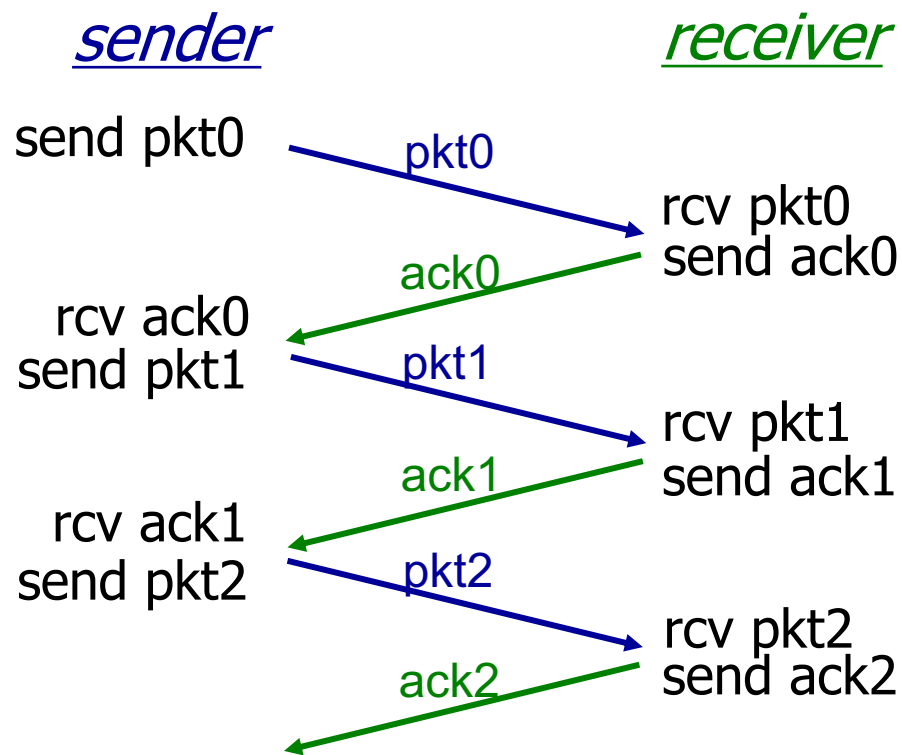 sender
receiver
send pkt0
pkt0
rcv pkt0
send ack0
ack0
rcv ack0
send pkt1
pkt1
rcv pkt1
send ack1
ack1
rcv ack1
send pkt2
pkt2
rcv pkt2
send ack2
ack2